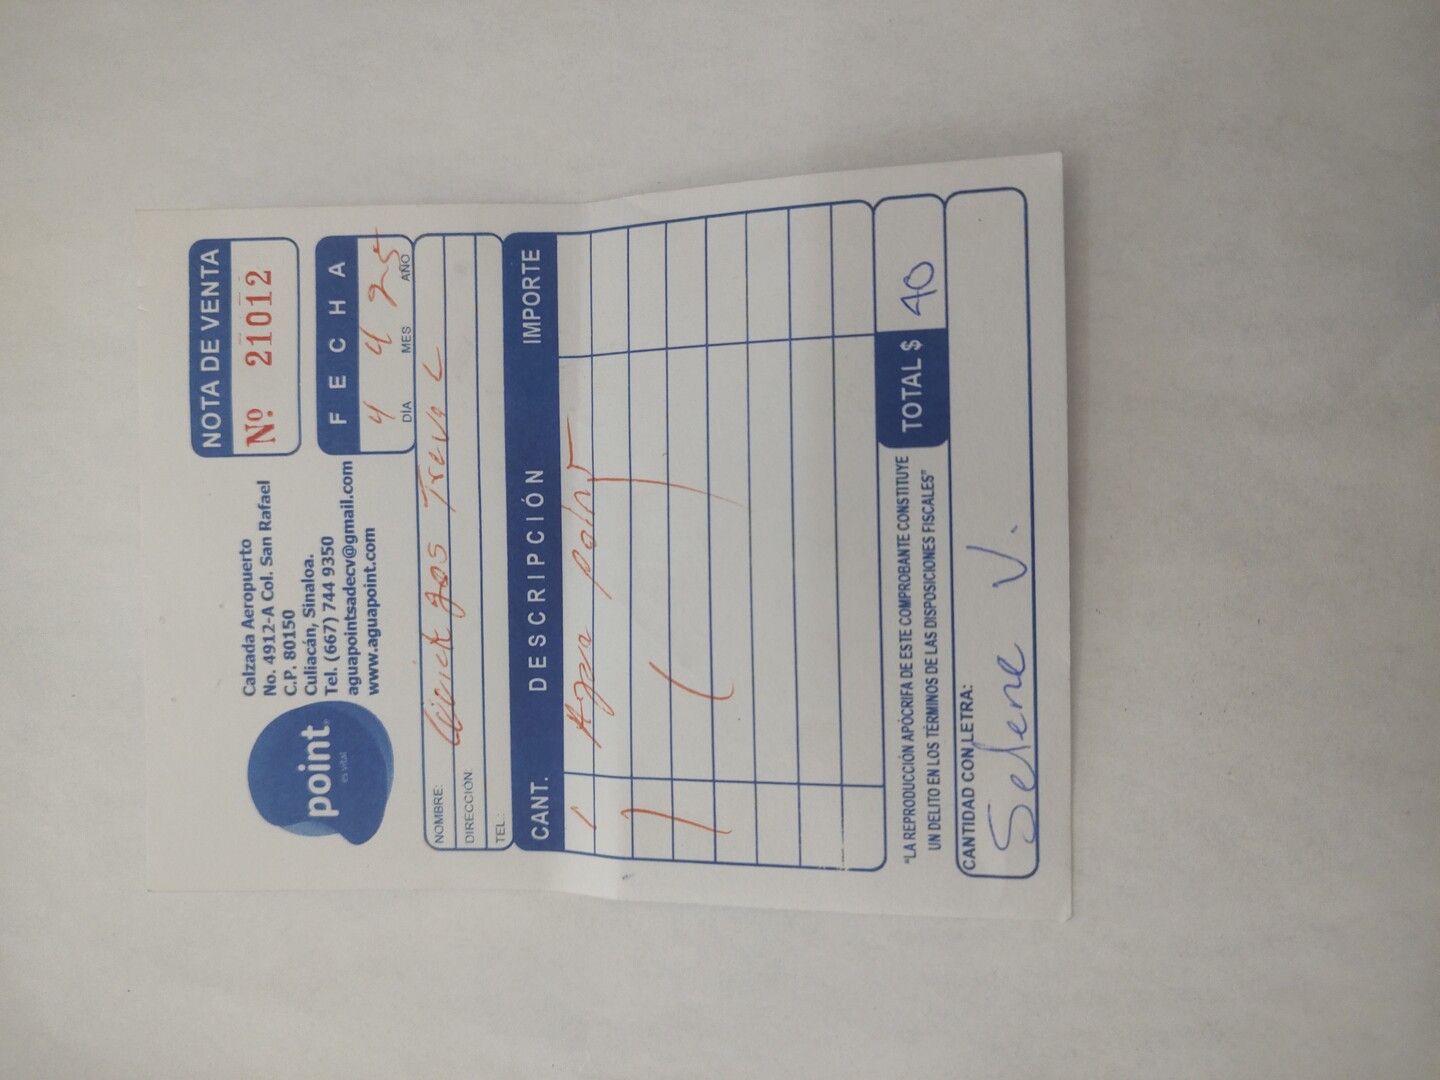 point®
es vital
Calzada Aeropuerto
No. 4912-A Col. San Rafael
C.P. 80150
Culiacán, Sinaloa.
Tel. (667) 744 9350
aguapointsadecv@gmail.com
www.aguapoint.com
NOTA DE VENTA
Nº 21012
FECHA
4 4 25
DÍA MES AÑO
NOMBRE:
DIRECCIÓN:
TEL.:
CANT. DESCRIPCIÓN IMPORTE
1 Agua point
"LA REPRODUCCIÓN APÓCRIFA DE ESTE COMPROBANTE CONSTITUYE
UN DELITO EN LOS TÉRMINOS DE LAS DISPOSICIONES FISCALES"
TOTAL $ 40
CANTIDAD CON LETRA:
Selene V.